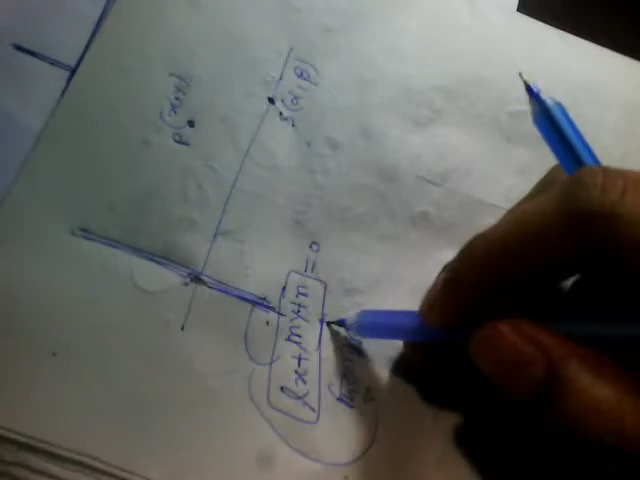 P(x,y)
S(α,β)
lx+my+n=0